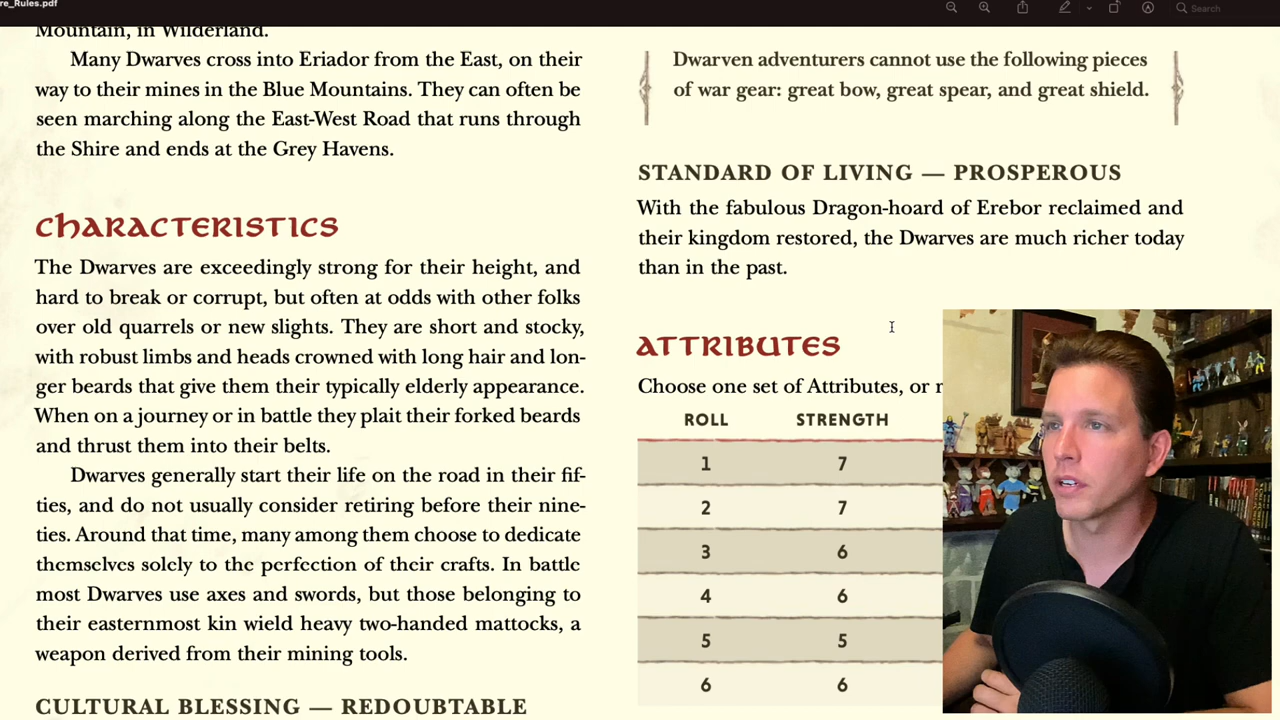 re_Rules.pdf
Search
Mountain, in Wilderland.
Many Dwarves cross into Eriador from the East, on their
way to their mines in the Blue Mountains. They can often be
seen marching along the East-West Road that runs through
the Shire and ends at the Grey Havens.
CHARACTERISTICS
The Dwarves are exceedingly strong for their height, and
hard to break or corrupt, but often at odds with other folks
over old quarrels or new slights. They are short and stocky,
with robust limbs and heads crowned with long hair and lon-
ger beards that give them their typically elderly appearance.
When on a journey or in battle they plait their forked beards
and thrust them into their belts.
Dwarves generally start their life on the road in their fif-
ties, and do not usually consider retiring before their nine-
ties. Around that time, many among them choose to dedicate
themselves solely to the perfection of their crafts. In battle
most Dwarves use axes and swords, but those belonging to
their easternmost kin wield heavy two-handed mattocks, a
weapon derived from their mining tools.
CULTURAL BLESSING — REDOUBTABLE
Dwarven adventurers cannot use the following pieces
of war gear: great bow, great spear, and great shield.
STANDARD OF LIVING — PROSPEROUS
With the fabulous Dragon-hoard of Erebor reclaimed and
their kingdom restored, the Dwarves are much richer today
than in the past.
ATTRIBUTES
Choose one set of Attributes, or r
ROLL STRENGTH
1 7
2 7
3 6
4 6
5 5
6 6